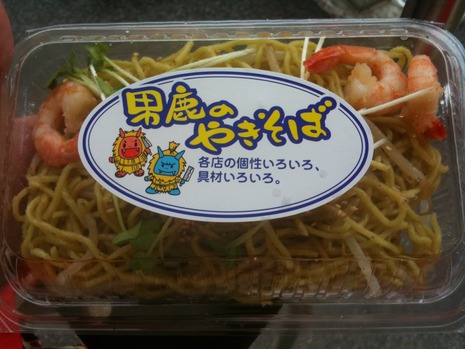 男鹿の
やきそば
各店の個性いろいろ、
具材いろいろ。